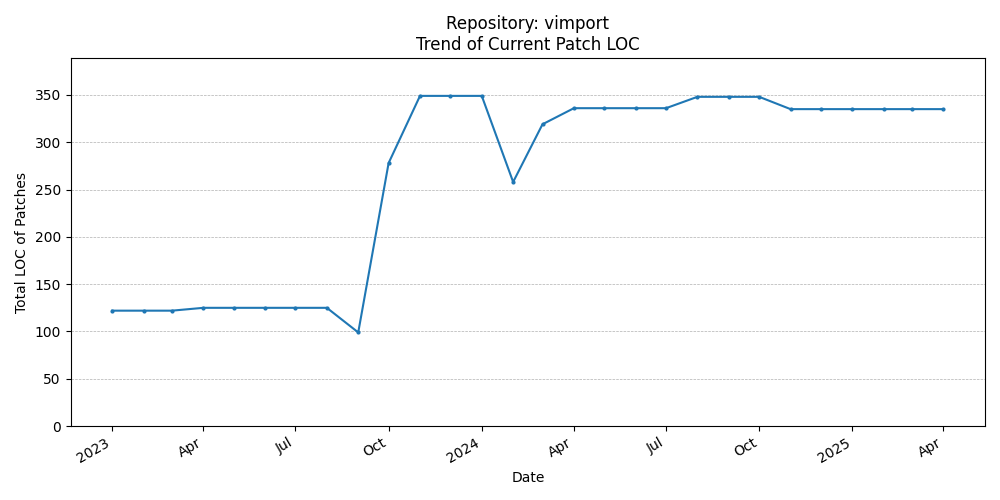 Repository: vimport
Trend of Current Patch LOC
Total LOC of Patches
350
300
250
200
150
100
50
0
2023
Apr
Jul
Oct
2024
Apr
Jul
Oct
2025
Apr
Date